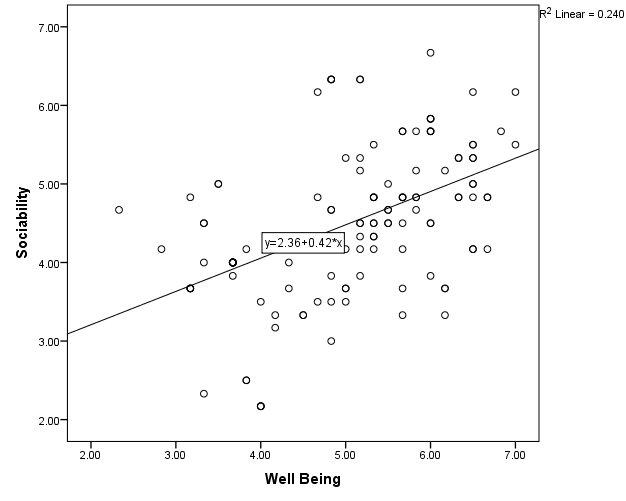 R² Linear = 0.240
7.00
6.00
5.00
4.00
3.00
2.00
Sociability
y=2.36+0.42*x
2.00 3.00 4.00 5.00 6.00 7.00
Well Being